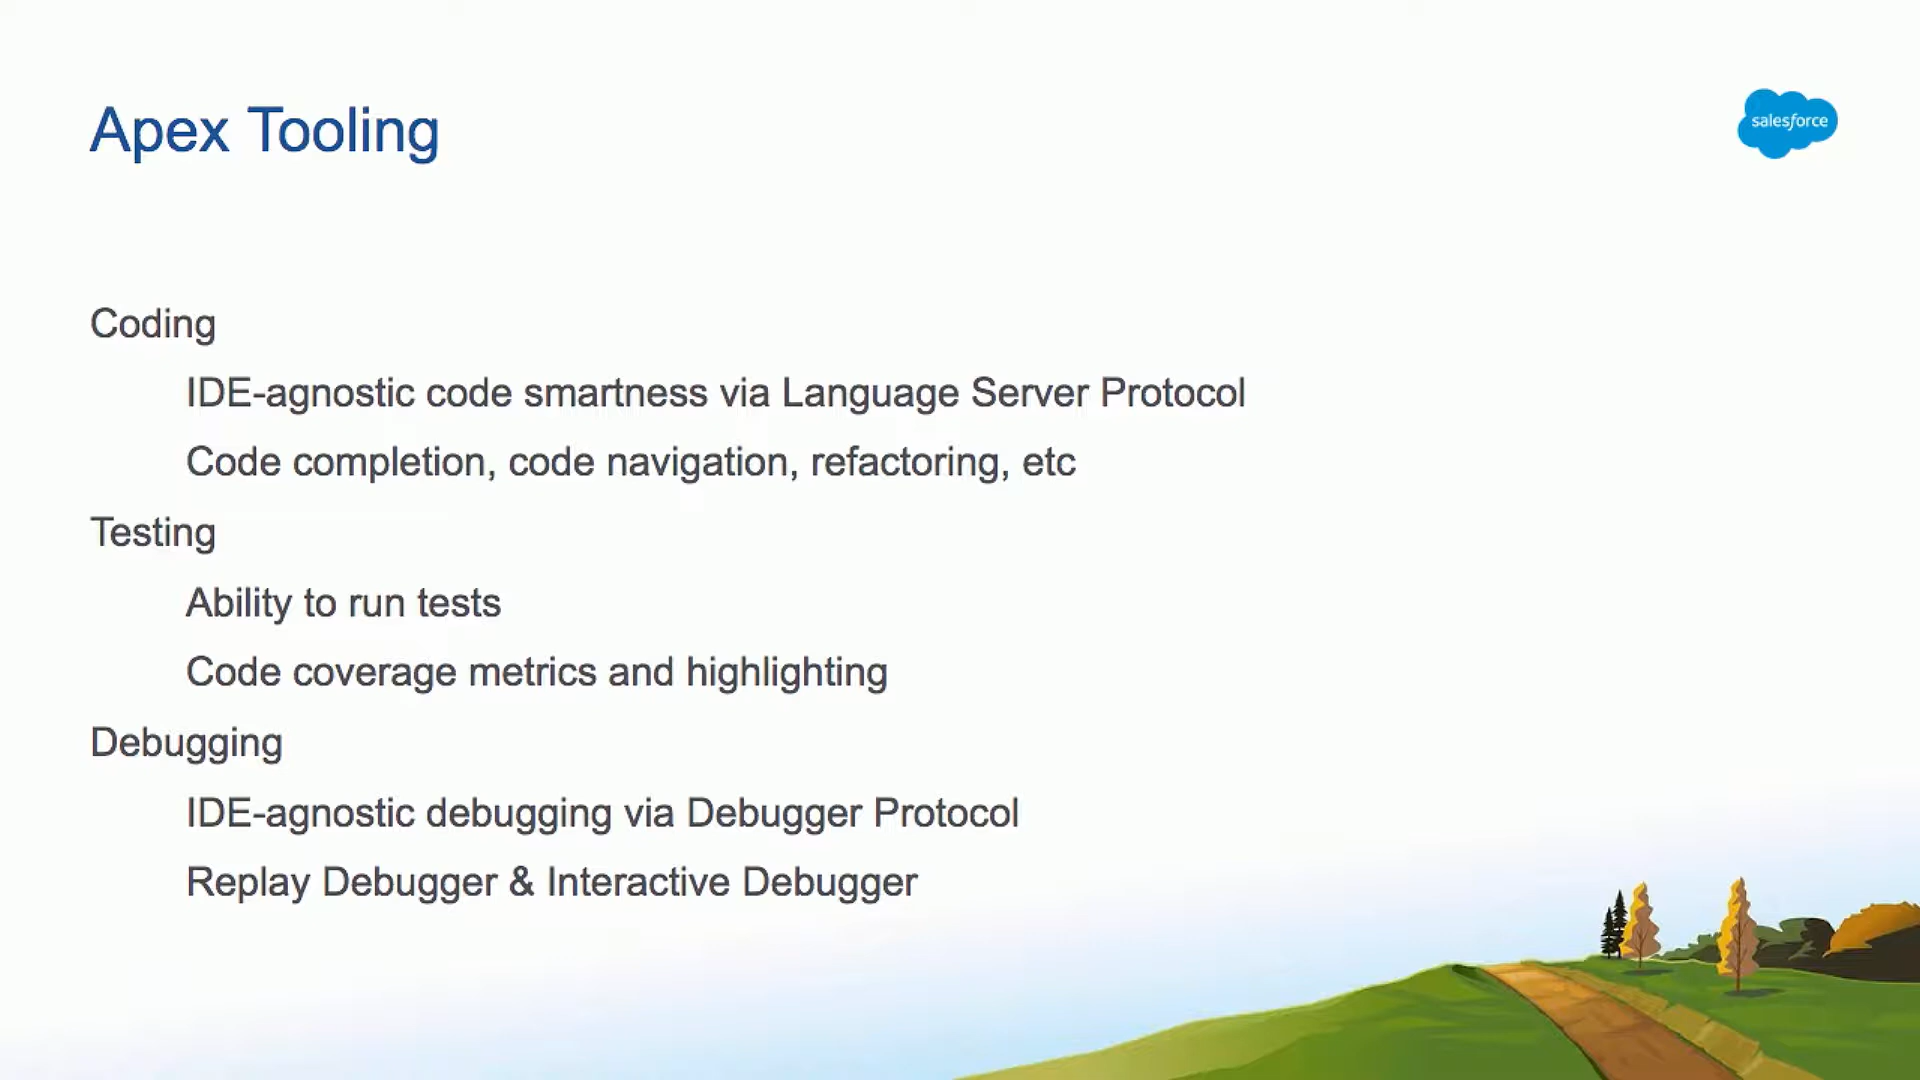 Apex Tooling
salesforce
Coding
IDE-agnostic code smartness via Language Server Protocol
Code completion, code navigation, refactoring, etc
Testing
Ability to run tests
Code coverage metrics and highlighting
Debugging
IDE-agnostic debugging via Debugger Protocol
Replay Debugger & Interactive Debugger